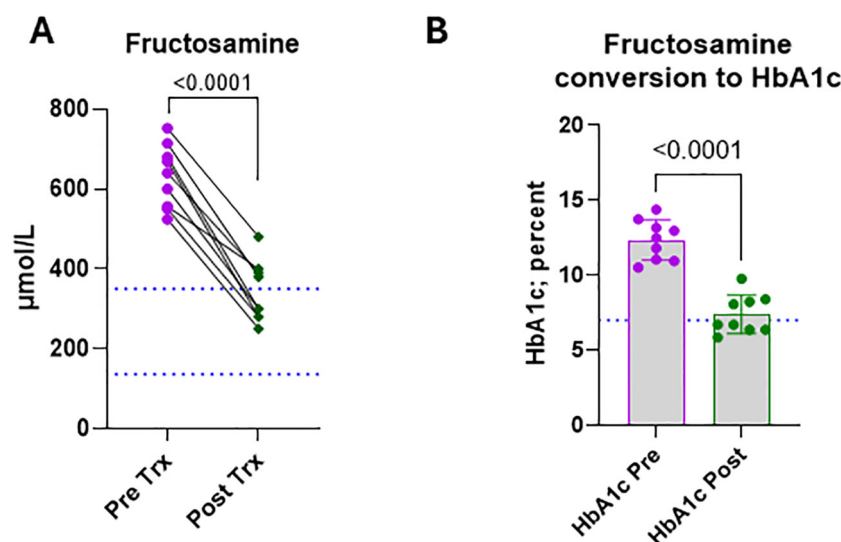 A
Fructosamine
<0.0001
800
600
400
200
0
µmol/L
Pre Trx
Post Trx
B
Fructosamine
conversion to HbA1c
<0.0001
20
15
10
5
0
HbA1c; percent
HbA1c Pre
HbA1c Post